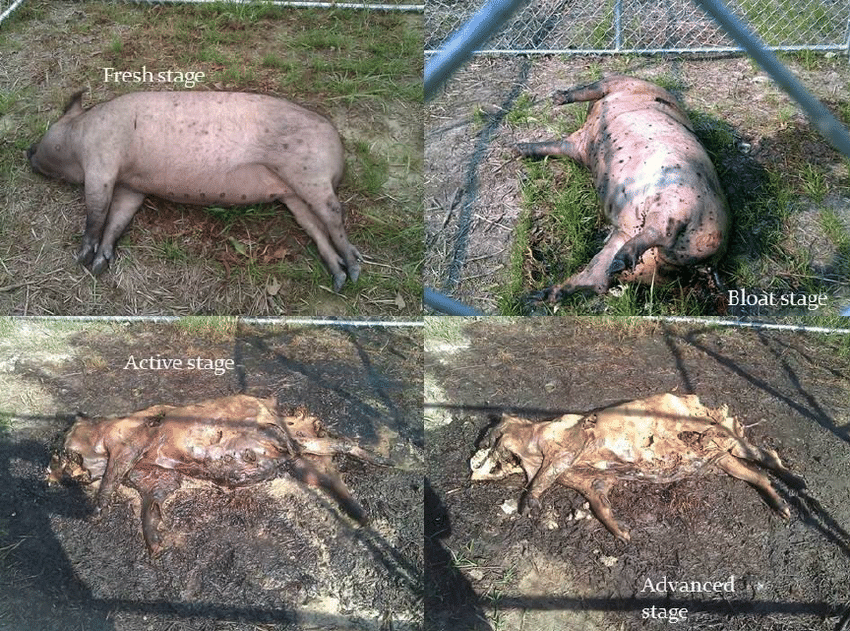 Fresh stage
Bloat stage
Active stage
Advanced
stage